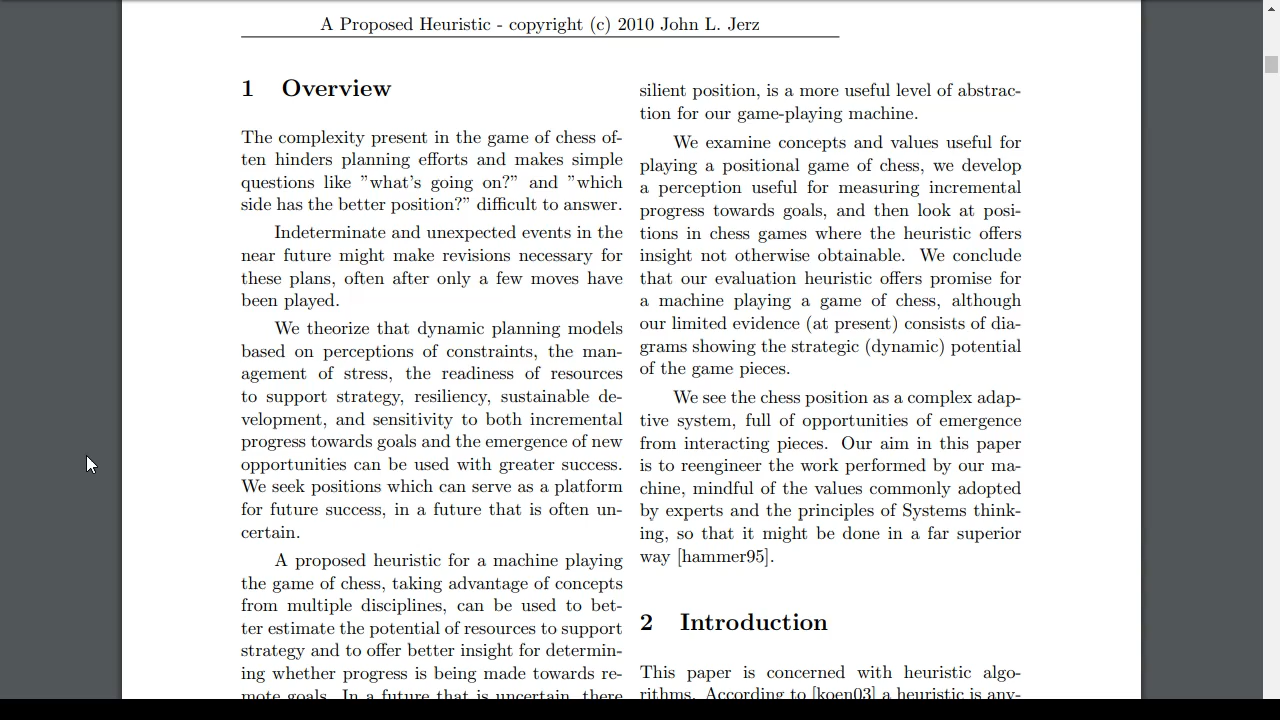 A Proposed Heuristic - copyright (c) 2010 John L. Jerz
1 Overview
The complexity present in the game of chess of-
ten hinders planning efforts and makes simple
questions like ”what’s going on?” and ”which
side has the better position?” difficult to answer.
Indeterminate and unexpected events in the
near future might make revisions necessary for
these plans, often after only a few moves have
been played.
We theorize that dynamic planning models
based on perceptions of constraints, the man-
agement of stress, the readiness of resources
to support strategy, resiliency, sustainable de-
velopment, and sensitivity to both incremental
progress towards goals and the emergence of new
opportunities can be used with greater success.
We seek positions which can serve as a platform
for future success, in a future that is often un-
certain.
A proposed heuristic for a machine playing
the game of chess, taking advantage of concepts
from multiple disciplines, can be used to bet-
ter estimate the potential of resources to support
strategy and to offer better insight for determin-
ing whether progress is being made towards re-
mote goals. In a future that is uncertain, there
silient position, is a more useful level of abstrac-
tion for our game-playing machine.
We examine concepts and values useful for
playing a positional game of chess, we develop
a perception useful for measuring incremental
progress towards goals, and then look at posi-
tions in chess games where the heuristic offers
insight not otherwise obtainable. We conclude
that our evaluation heuristic offers promise for
a machine playing a game of chess, although
our limited evidence (at present) consists of dia-
grams showing the strategic (dynamic) potential
of the game pieces.
We see the chess position as a complex adap-
tive system, full of opportunities of emergence
from interacting pieces. Our aim in this paper
is to reengineer the work performed by our ma-
chine, mindful of the values commonly adopted
by experts and the principles of Systems think-
ing, so that it might be done in a far superior
way [hammer95].
2 Introduction
This paper is concerned with heuristic algo-
rithms. According to [koen03] a heuristic is any-